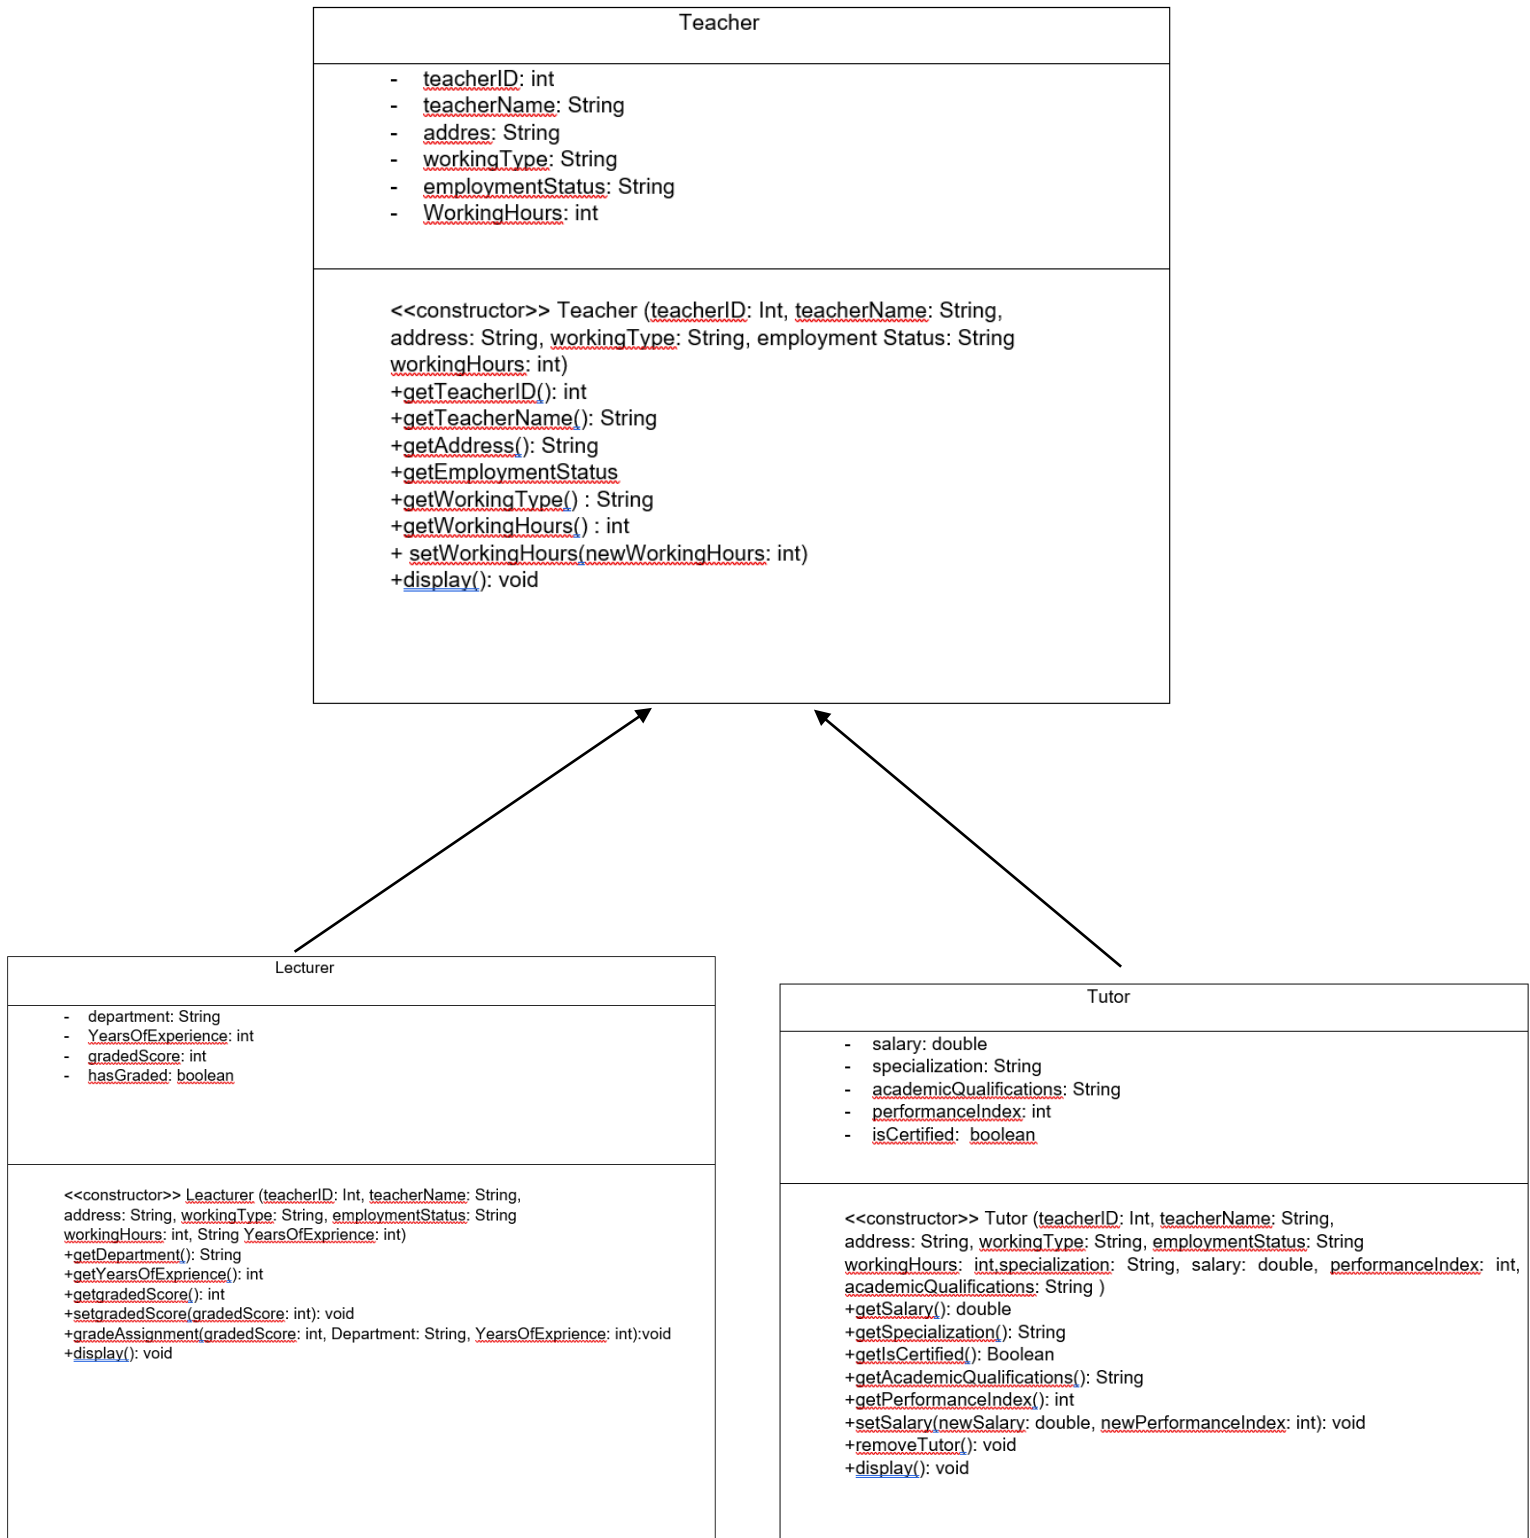 Teacher
- teacherID: int
- teacherName: String
- addres: String
- workingType: String
- employmentStatus: String
- WorkingHours: int
<<constructor>> Teacher (teacherID: Int, teacherName: String,
address: String, workingType: String, employment Status: String
workingHours: int)
+getTeacherID(): int
+getTeacherName(): String
+getAddress(): String
+getEmploymentStatus
+getWorkingType() : String
+getWorkingHours() : int
+ setWorkingHours(newWorkingHours: int)
+display(): void
Lecturer
- department: String
- YearsOfExperience: int
- gradedScore: int
- hasGraded: boolean
<<constructor>> Leacturer (teacherID: Int, teacherName: String,
address: String, workingType: String, employmentStatus: String
workingHours: int, String YearsOfExprience: int)
+getDepartment(): String
+getYearsOfExprience(): int
+getgradedScore(): int
+setgradedScore(gradedScore: int): void
+gradeAssignment(gradedScore: int, Department: String, YearsOfExprience: int):void
+display(): void
Tutor
- salary: double
- specialization: String
- academicQualifications: String
- performanceIndex: int
- isCertified: boolean
<<constructor>> Tutor (teacherID: Int, teacherName: String,
address: String, workingType: String, employmentStatus: String
workingHours: int,specialization: String, salary: double, performanceIndex: int,
academicQualifications: String )
+getSalary(): double
+getSpecialization(): String
+getIsCertified(): Boolean
+getAcademicQualifications(): String
+getPerformanceIndex(): int
+setSalary(newSalary: double, newPerformanceIndex: int): void
+removeTutor(): void
+display(): void